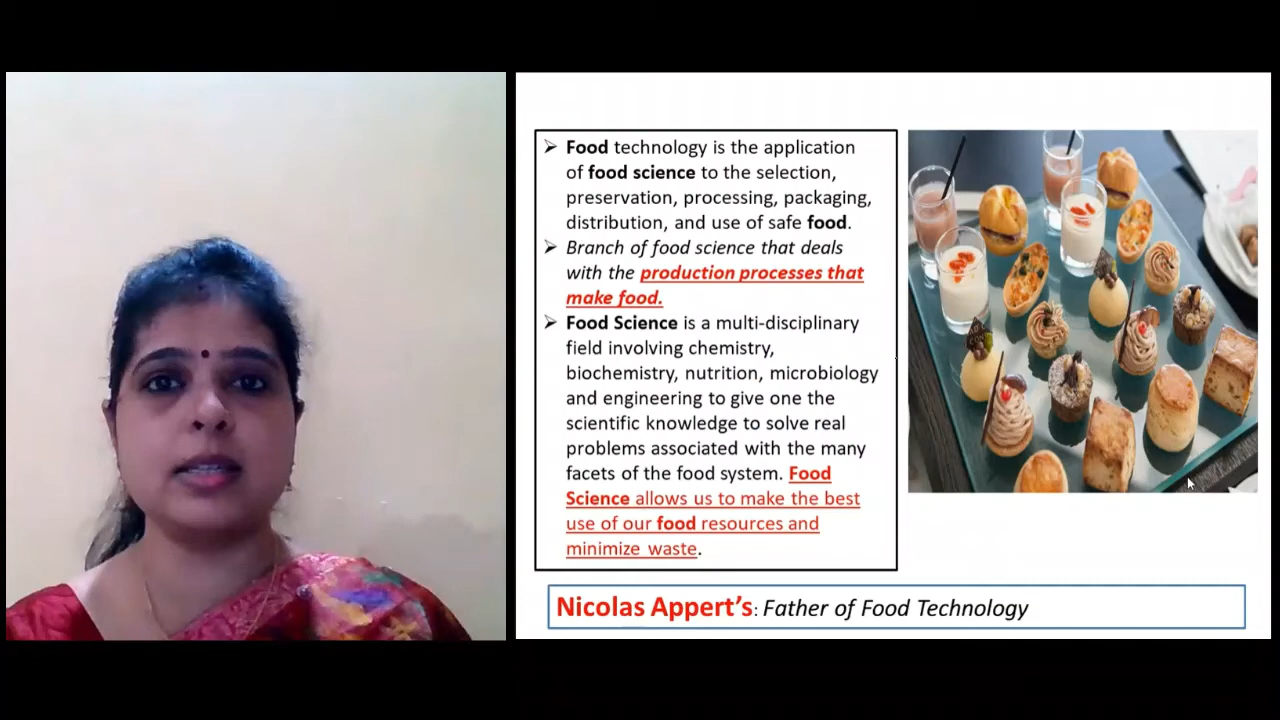 ➢ Food technology is the application
of food science to the selection,
preservation, processing, packaging,
distribution, and use of safe food.
➢ Branch of food science that deals
with the production processes that
make food.
➢ Food Science is a multi-disciplinary
field involving chemistry,
biochemistry, nutrition, microbiology
and engineering to give one the
scientific knowledge to solve real
problems associated with the many
facets of the food system. Food
Science allows us to make the best
use of our food resources and
minimize waste.
Nicolas Appert’s: Father of Food Technology